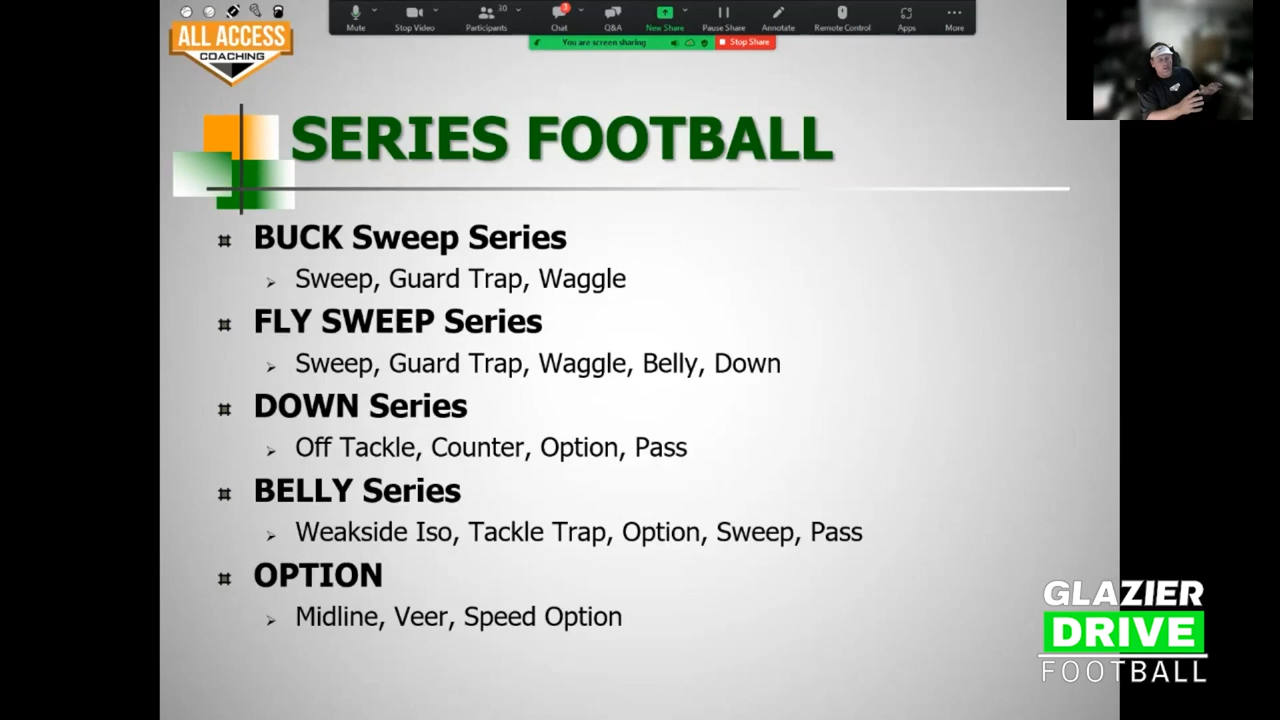 Mute
Stop Video
30
Participants
3
Chat
Q&A
New Share
Pause Share
Annotate
Remote Control
Apps
More
You are screen sharing
Stop Share
ALL ACCESS
COACHING
SERIES FOOTBALL
BUCK Sweep Series
Sweep, Guard Trap, Waggle
FLY SWEEP Series
Sweep, Guard Trap, Waggle, Belly, Down
DOWN Series
Off Tackle, Counter, Option, Pass
BELLY Series
Weakside Iso, Tackle Trap, Option, Sweep, Pass
OPTION
Midline, Veer, Speed Option
GLAZIER
DRIVE
FOOTBALL